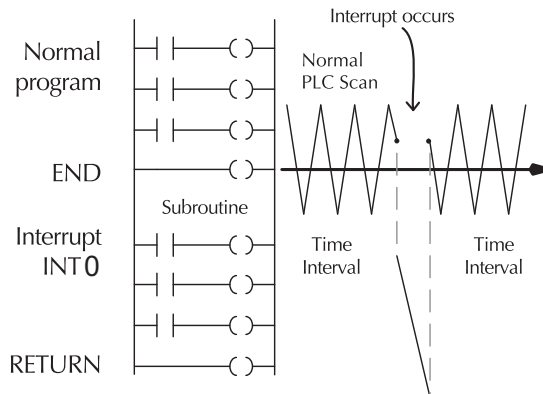 Interrupt occurs
Normal
program
Normal
PLC Scan
END
Subroutine
Interrupt
INT0
Time
Interval
Time
Interval
RETURN